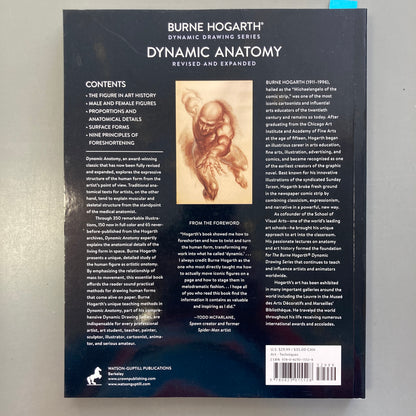 BURNE HOGARTH®
DYNAMIC DRAWING SERIES
DYNAMIC ANATOMY
REVISED AND EXPANDED
CONTENTS
• THE FIGURE IN ART HISTORY
• MALE AND FEMALE FIGURES
• PROPORTIONS AND
ANATOMICAL DETAILS
• SURFACE FORMS
• NINE PRINCIPLES OF
FORESHORTENING
Dynamic Anatomy, an award-winning
classic that has now been fully revised
and expanded, explores the expressive
structure of the human form from the
artist's point of view. Traditional anatomical texts for artists, on the other
hand, tend to explain muscular and
skeletal structure from the standpoint
of the medical anatomist.
Through 350 remarkable illustrations,
150 now in full color and 65 never-
before-published from the Hogarth
archives, Dynamic Anatomy expertly
explains the anatomical details of the
living form in space. Burne Hogarth
presents a unique, detailed study of
the human figure as artistic anatomy.
By emphasizing the relationship of
mass to movement, this essential book
affords the reader sound practical
methods for drawing human forms
that come alive on paper. Burne
Hogarth's unique teaching methods in
Dynamic Anatomy, part of his comprehensive
Dynamic Drawing Series, are
indispensable for every professional
artist, art student, teacher, painter,
sculptor, illustrator, cartoonist, animator,
and serious amateur.
FROM THE FOREWORD
"Hogarth's book showed me how to
foreshorten and how to twist and turn
the human form, transforming my
work into what he called 'dynamic'. . . .
I always credit Burne Hogarth as the
one who most directly taught me how
to actually move iconic figures on a
page and how to stage them in
melodramatic fashion. . . . I hope all
of you who read this book find the
information it contains as valuable
and inspiring as I did."
—TODD MCFARLANE,
Spawn creator and former
Spider-Man artist
BURNE HOGARTH (1911–1996),
hailed as the "Michelangelo of the
comic strip," was one of the most
iconic cartoonists and influential
arts educators of the twentieth
century and remains so today. After
graduating from the Chicago Art
Institute and Academy of Fine Arts
at the age of fifteen, Hogarth began
an illustrious career in arts education,
fine arts, illustration, advertising, and
comics, and became recognized as one
of the earliest creators of the graphic
novel. Best known for his innovative
illustrations of the syndicated Sunday
Tarzan, Hogarth broke fresh ground
in the newspaper comic strip by
combining classicism, expressionism,
and narrative in a powerful, new way.
As cofounder of the School of
Visual Arts—one of the world's leading
art schools—he brought his unique
approach to art into the classroom.
His passionate lectures on anatomy
and art history formed the foundation
for The Burne Hogarth® Dynamic
Drawing Series that continues to teach
and influence artists and animators
worldwide.
Hogarth's art has been exhibited
in many important galleries around the
world including the Louvre in the Musée
des Arts Décoratifs and Marseilles'
Bibliothèque. He traveled the world
throughout his life receiving numerous
international awards and accolades.
WATSON-GUPTILL PUBLICATIONS
Berkeley
www.crownpublishing.com
www.watsonguptill.com
Art – Techniques